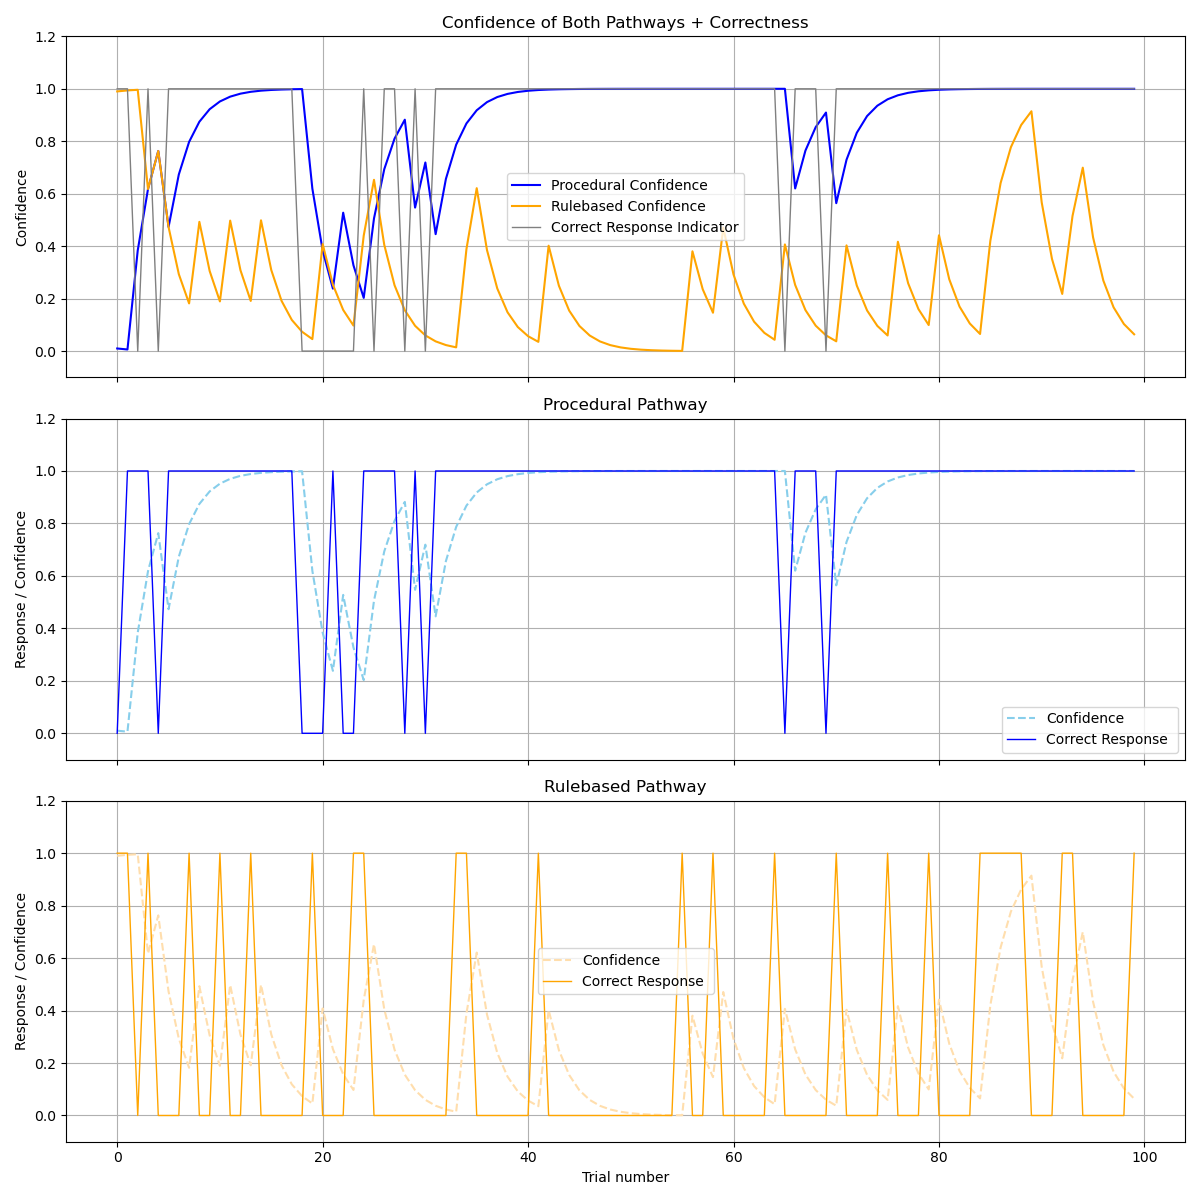 Confidence of Both Pathways + Correctness
1.2
1.0
0.8
0.6
0.4
0.2
0.0
Confidence
Procedural Confidence
Rulebased Confidence
Correct Response Indicator
Procedural Pathway
1.2
1.0
0.8
0.6
0.4
0.2
0.0
Response / Confidence
Confidence
Correct Response
Rulebased Pathway
1.2
1.0
0.8
0.6
0.4
0.2
0.0
Response / Confidence
Confidence
Correct Response
0 20 40 60 80 100
Trial number